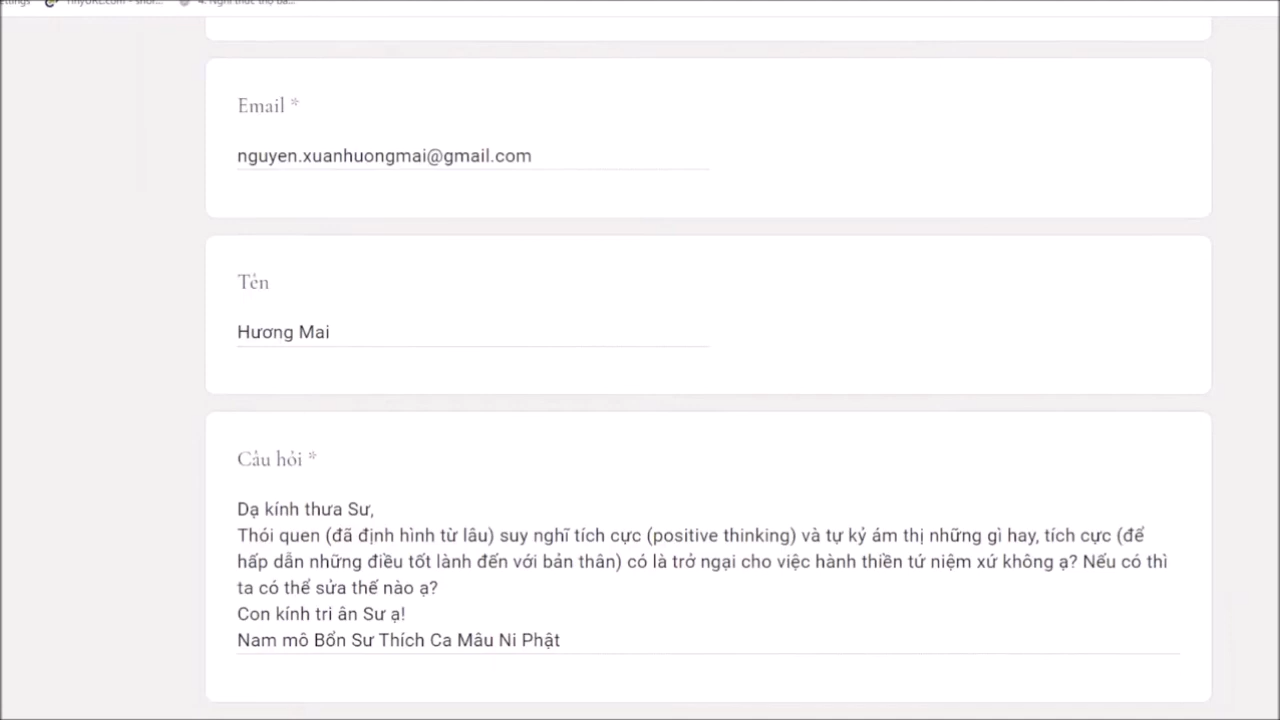 Email *
nguyen.xuanhuongmai@gmail.com
Tên
Hương Mai
Câu hỏi *
Dạ kính thưa Sư,
Thói quen (đã định hình từ lâu) suy nghĩ tích cực (positive thinking) và tự kỷ ám thị những gì hay, tích cực (để
hấp dẫn những điều tốt lành đến với bản thân) có là trở ngại cho việc hành thiền tứ niệm xứ không ạ? Nếu có thì
ta có thể sửa thế nào ạ?
Con kính tri ân Sư ạ!
Nam mô Bổn Sư Thích Ca Mâu Ni Phật